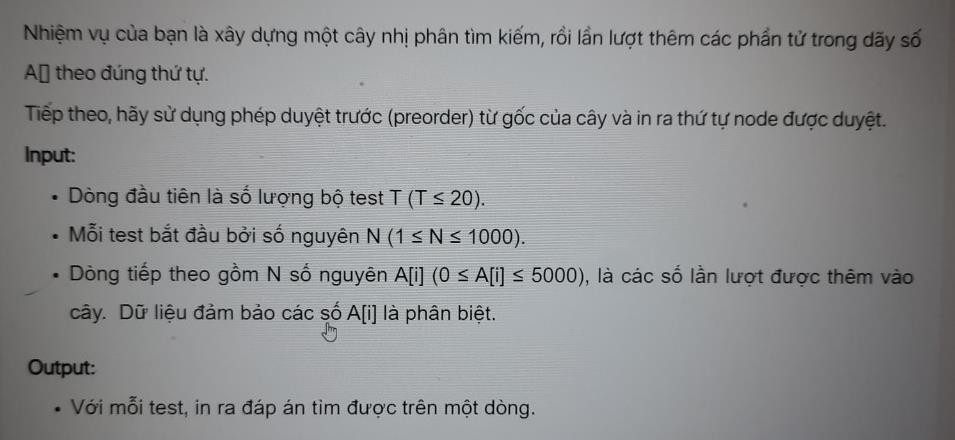 Nhiệm vụ của bạn là xây dựng một cây nhị phân tìm kiếm, rồi lần lượt thêm các phần tử trong dãy số
A[] theo đúng thứ tự.
Tiếp theo, hãy sử dụng phép duyệt trước (preorder) từ gốc của cây và in ra thứ tự node được duyệt.
Input:
• Dòng đầu tiên là số lượng bộ test T (T ≤ 20).
• Mỗi test bắt đầu bởi số nguyên N (1 ≤ N ≤ 1000).
• Dòng tiếp theo gồm N số nguyên A[i] (0 ≤ A[i] ≤ 5000), là các số lần lượt được thêm vào
cây. Dữ liệu đảm bảo các số A[i] là phân biệt.
Output:
• Với mỗi test, in ra đáp án tìm được trên một dòng.